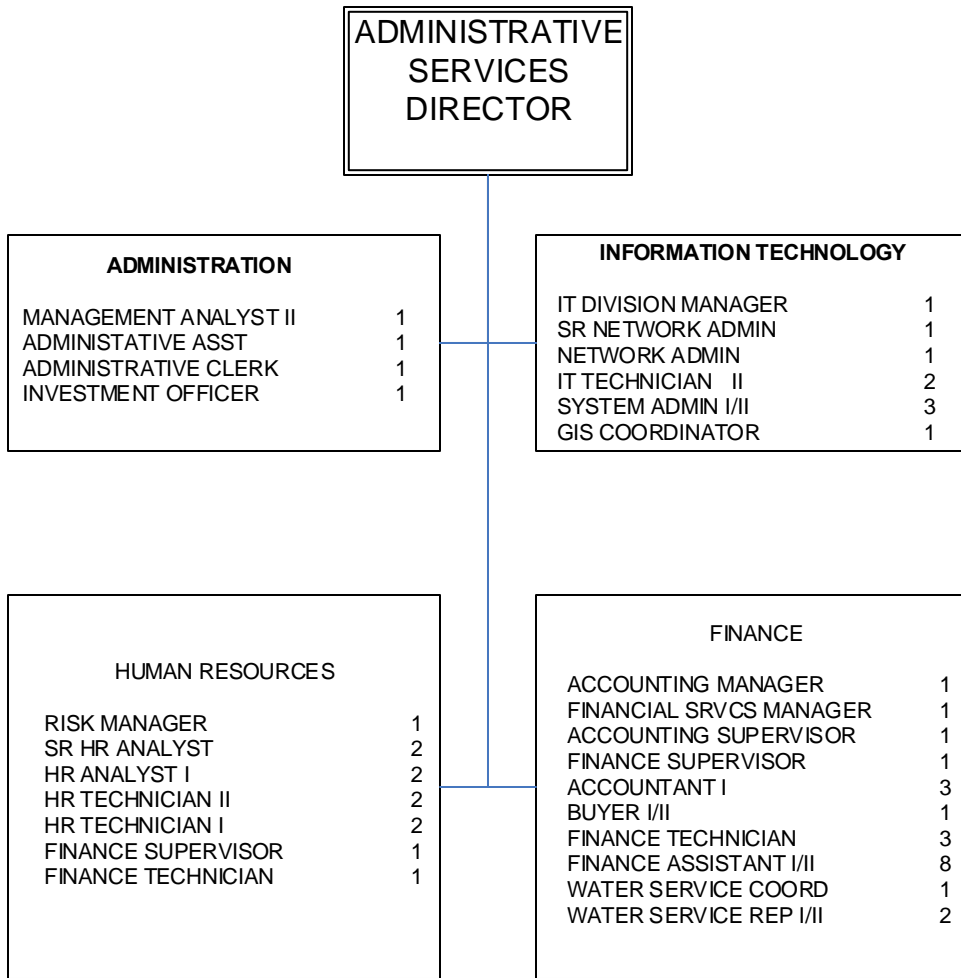 ADMINISTRATIVE
SERVICES
DIRECTOR
ADMINISTRATION
MANAGEMENT ANALYST II 1
ADMINISTATIVE ASST 1
ADMINISTRATIVE CLERK 1
INVESTMENT OFFICER 1
INFORMATION TECHNOLOGY
IT DIVISION MANAGER 1
SR NETWORK ADMIN 1
NETWORK ADMIN 1
IT TECHNICIAN II 2
SYSTEM ADMIN I/II 3
GIS COORDINATOR 1
HUMAN RESOURCES
RISK MANAGER 1
SR HR ANALYST 2
HR ANALYST I 2
HR TECHNICIAN II 2
HR TECHNICIAN I 2
FINANCE SUPERVISOR 1
FINANCE TECHNICIAN 1
FINANCE
ACCOUNTING MANAGER 1
FINANCIAL SRVCS MANAGER 1
ACCOUNTING SUPERVISOR 1
FINANCE SUPERVISOR 1
ACCOUNTANT I 3
BUYER I/II 1
FINANCE TECHNICIAN 3
FINANCE ASSISTANT I/II 8
WATER SERVICE COORD 1
WATER SERVICE REP I/II 2